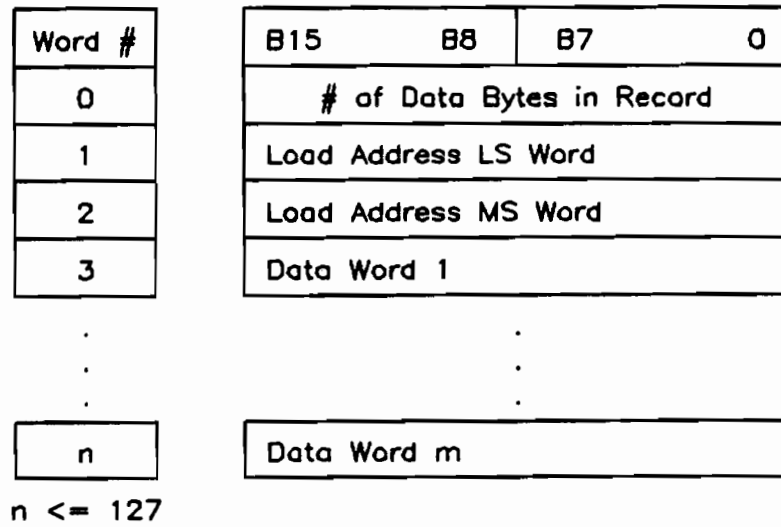 Word # B15 B8 B7 0
0 # of Data Bytes in Record
1 Load Address LS Word
2 Load Address MS Word
3 Data Word 1
. .
. .
. .
n Data Word m
n <= 127